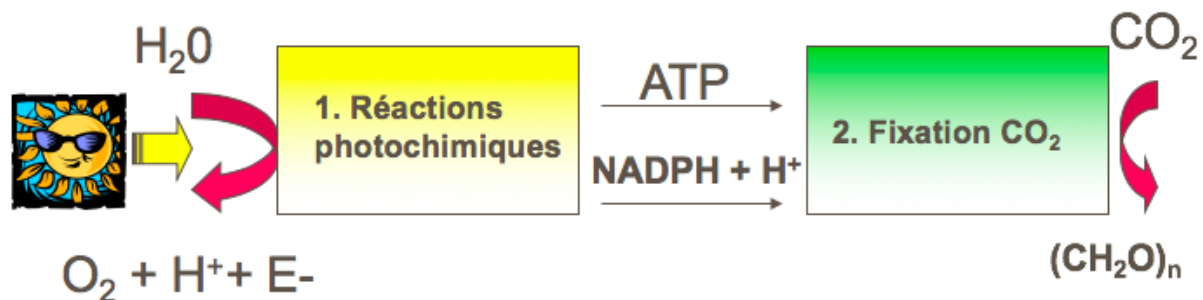 H₂0
CO₂
1. Réactions
photochimiques
ATP
2. Fixation CO₂
NADPH + H⁺
O₂ + H⁺+ E-
(CH₂O)ₙ